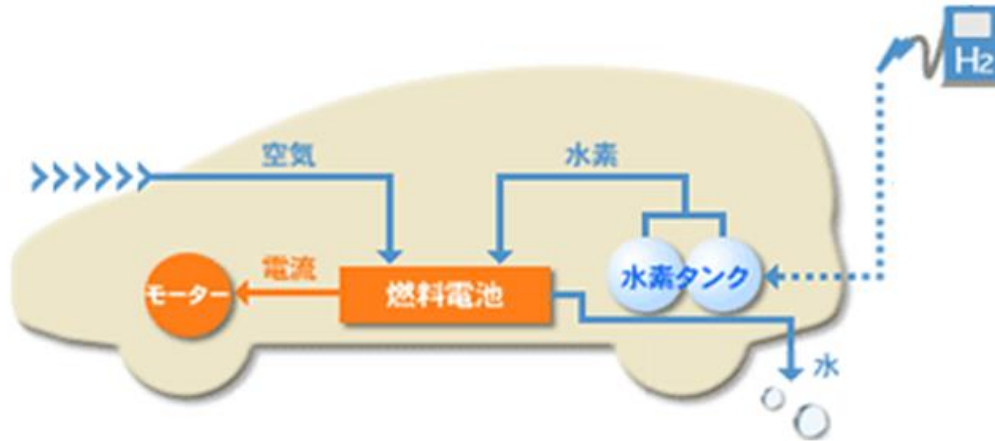 H2
空気
水素
電流
モーター
燃料電池
水素タンク
水